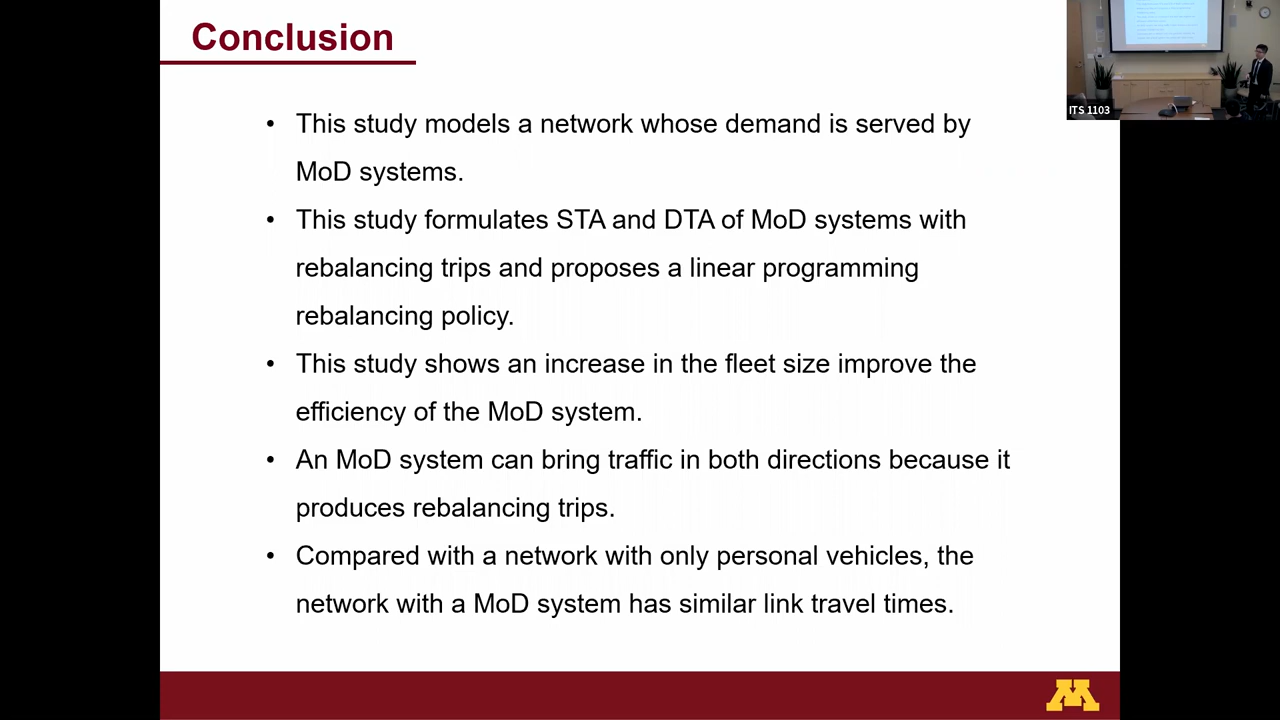 Conclusion
• This study models a network whose demand is served by
MoD systems.
• This study formulates STA and DTA of MoD systems with
rebalancing trips and proposes a linear programming
rebalancing policy.
• This study shows an increase in the fleet size improve the
efficiency of the MoD system.
• An MoD system can bring traffic in both directions because it
produces rebalancing trips.
• Compared with a network with only personal vehicles, the
network with a MoD system has similar link travel times.
ITS 1103
M